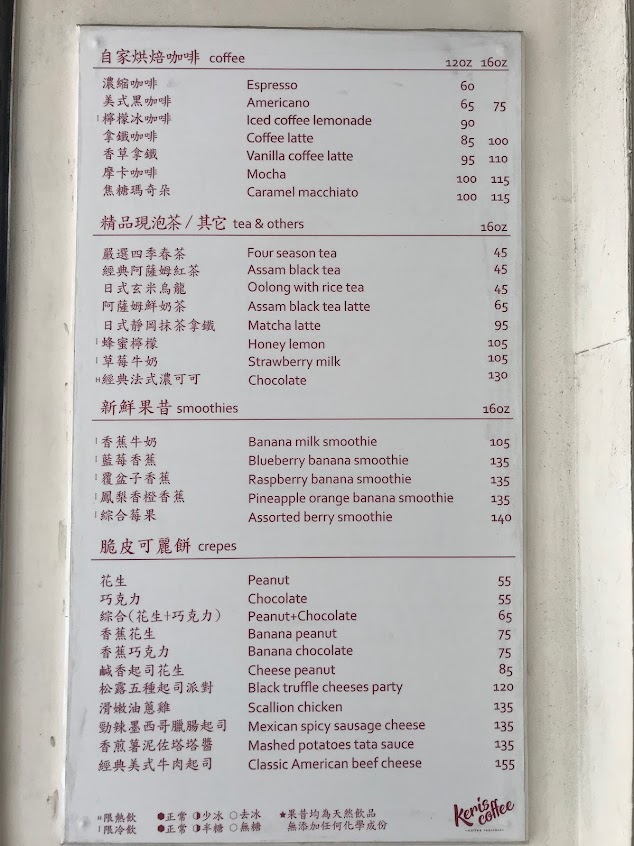 自家烘焙咖啡 coffee 12oz 16oz
濃縮咖啡 Espresso 60
美式黑咖啡 Americano 65 75
I檸檬冰咖啡 Iced coffee lemonade 90
拿鐵咖啡 Coffee latte 85 100
香草拿鐵 Vanilla coffee latte 95 110
摩卡咖啡 Mocha 100 115
焦糖瑪奇朵 Caramel macchiato 100 115
精品現泡茶/其它 tea & others 16oz
嚴選四季春茶 Four season tea 45
經典阿薩姆紅茶 Assam black tea 45
日式玄米烏龍 Oolong with rice tea 45
阿薩姆鮮奶茶 Assam black tea latte 65
日式靜岡抹茶拿鐵 Matcha latte 95
I蜂蜜檸檬 Honey lemon 105
I草莓牛奶 Strawberry milk 105
H經典法式濃可可 Chocolate 130
新鮮果昔 smoothies 16oz
I香蕉牛奶 Banana milk smoothie 105
I藍莓香蕉 Blueberry banana smoothie 135
I覆盆子香蕉 Raspberry banana smoothie 135
I鳳梨香橙香蕉 Pineapple orange banana smoothie 135
I綜合莓果 Assorted berry smoothie 140
脆皮可麗餅 crepes
花生 Peanut 55
巧克力 Chocolate 55
綜合(花生+巧克力) Peanut+Chocolate 65
香蕉花生 Banana peanut 75
香蕉巧克力 Banana chocolate 75
鹹香起司花生 Cheese peanut 85
松露五種起司派對 Black truffle cheeses party 120
滑嫩油蔥雞 Scallion chicken 135
勁辣墨西哥臘腸起司 Mexican spicy sausage cheese 135
香煎薯泥佐塔塔醬 Mashed potatoes tata sauce 135
經典美式牛肉起司 Classic American beef cheese 155
H限熱飲 ●正常 ◑少冰 ○去冰 ★果昔均為天然飲品
I限冷飲 ●正常 ◑半糖 ○無糖 無添加任何化學成份
Kenis coffee